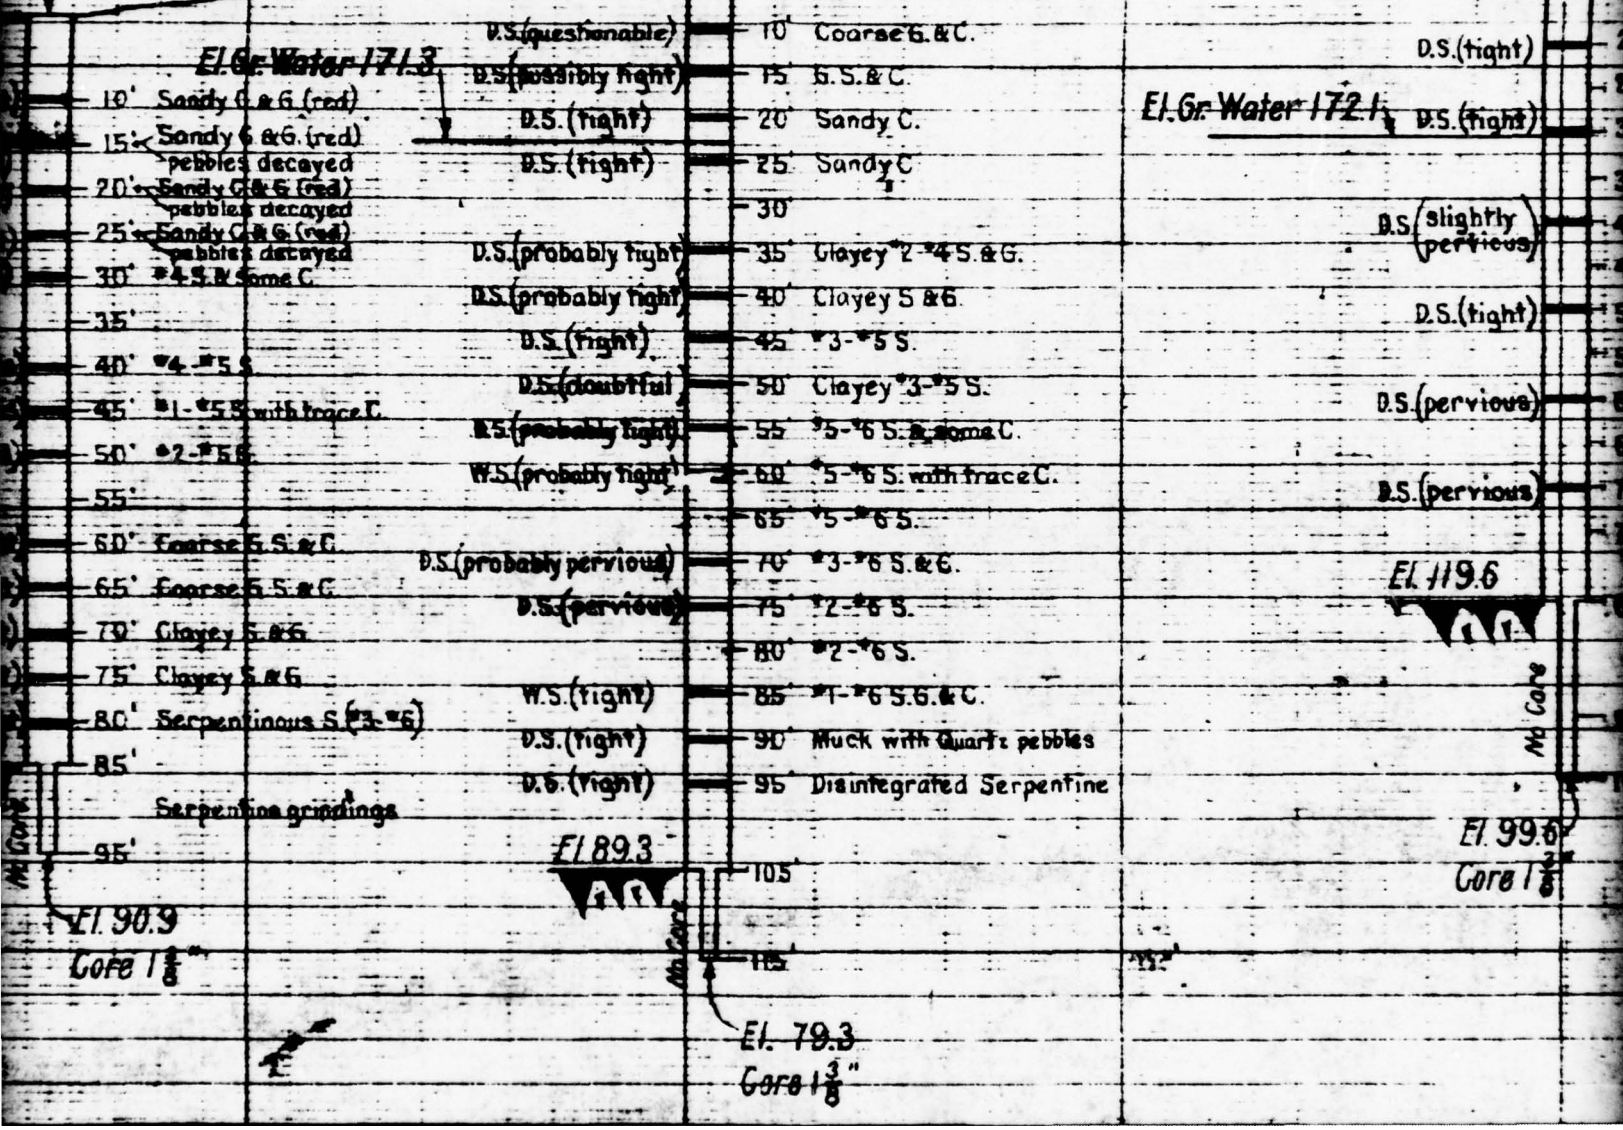 10' Sandy C. & G. (red)
15' Sandy C & G. (red)
pebbles decayed
20' Sandy C & G (red)
pebbles decayed
25' Sandy C & G (red)
pebbles decayed
30' #4 S. & Some C.
35'
40' #4-#5 S.
45' #1-#5 S with trace C.
50' #2-#5
55'
60' Coarse G. S. & C.
65' Coarse G. S. & C.
70' Clayey S. & G.
75' Clayey S. & G.
80' Serpentinous S. (#3-#6)
85'
Serpentine grindings
95'
No Core
El. 90.9
Core 1 3/8"
El. Gr. Water 171.3
D.S. (questionable) 10' Coarse G. & C.
D.S. (possibly tight) 15' G. S. & C.
D.S. (tight) 20' Sandy C.
D.S. (tight) 25' Sandy C
30'
D.S. (probably tight) 35' Clayey #2-#4 S. & G.
D.S. (probably tight) 40' Clayey S & G.
D.S. (tight) 45' #3-#5 S.
D.S. (doubtful) 50' Clayey #3-#5 S.
D.S. (probably tight) 55' #5-#6 S. & some C.
W.S. (probably tight) 60' #5-#6 S. with trace C.
65' #5-#6 S.
D.S. (probably pervious) 70' #3-#6 S. & G.
D.S. (pervious) 75' #2-#6 S.
80' #2-#6 S.
W.S. (tight) 85' #1-#6 S. G. & C.
D.S. (tight) 90' Muck with Quartz pebbles
D.S. (tight) 95' Disintegrated Serpentine
El 89.3
105'
No Core
115'
El. 79.3
Core 1 3/8"
D.S. (tight)
El. Gr. Water 172.1
D.S. (tight)
D.S. (slightly
pervious)
D.S. (tight)
D.S. (pervious)
D.S. (pervious)
El. 119.6
No Core
El. 99.6
Core 1 3/8"